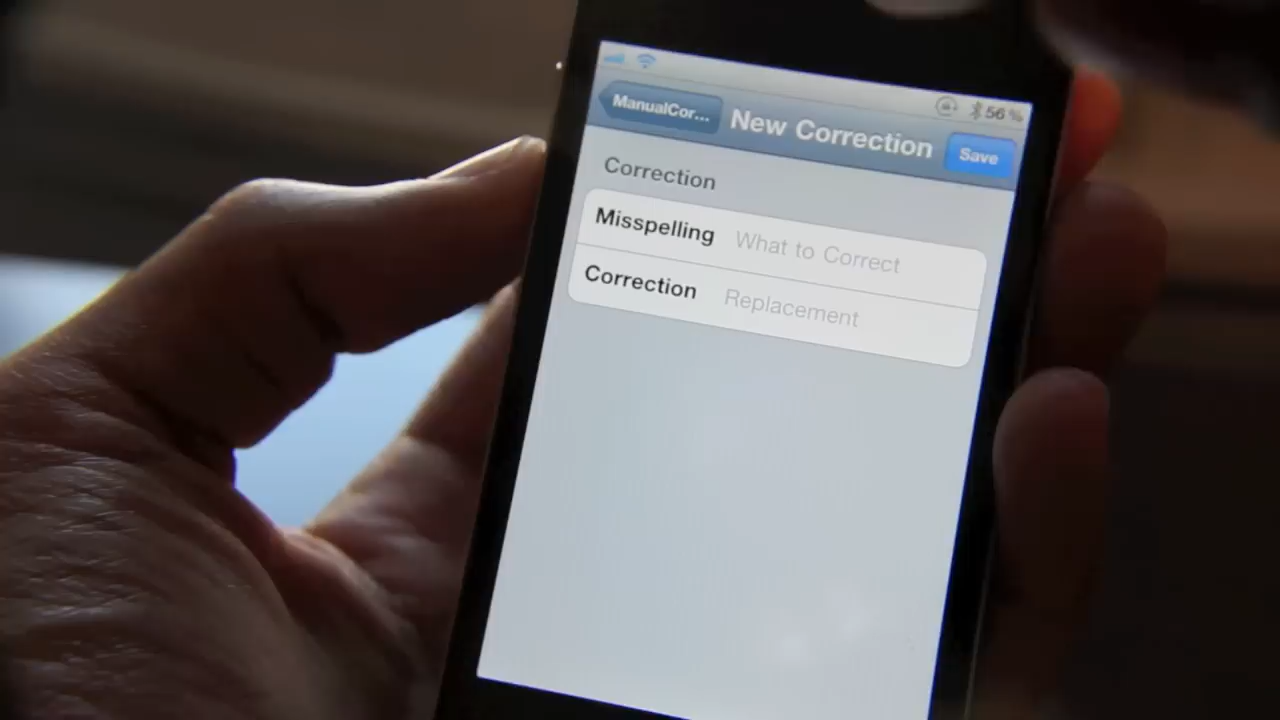 56%
ManualCor... New Correction Save
Correction
Misspelling What to Correct
Correction Replacement